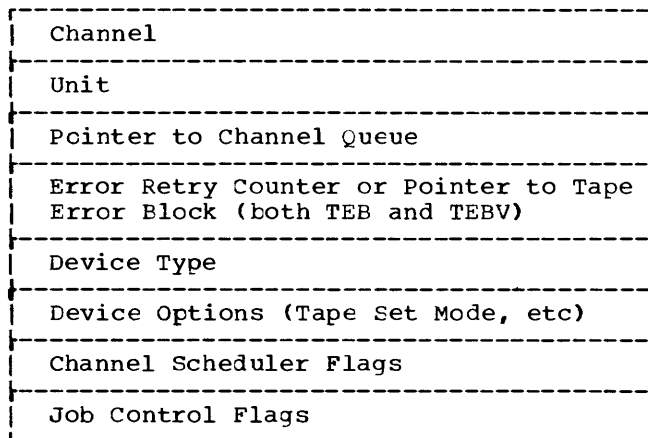 Channel
Unit
Pointer to Channel Queue
Error Retry Counter or Pointer to Tape
Error Block (both TEB and TEBV)
Device Type
Device Options (Tape Set Mode, etc)
Channel Scheduler Flags
Job Control Flags